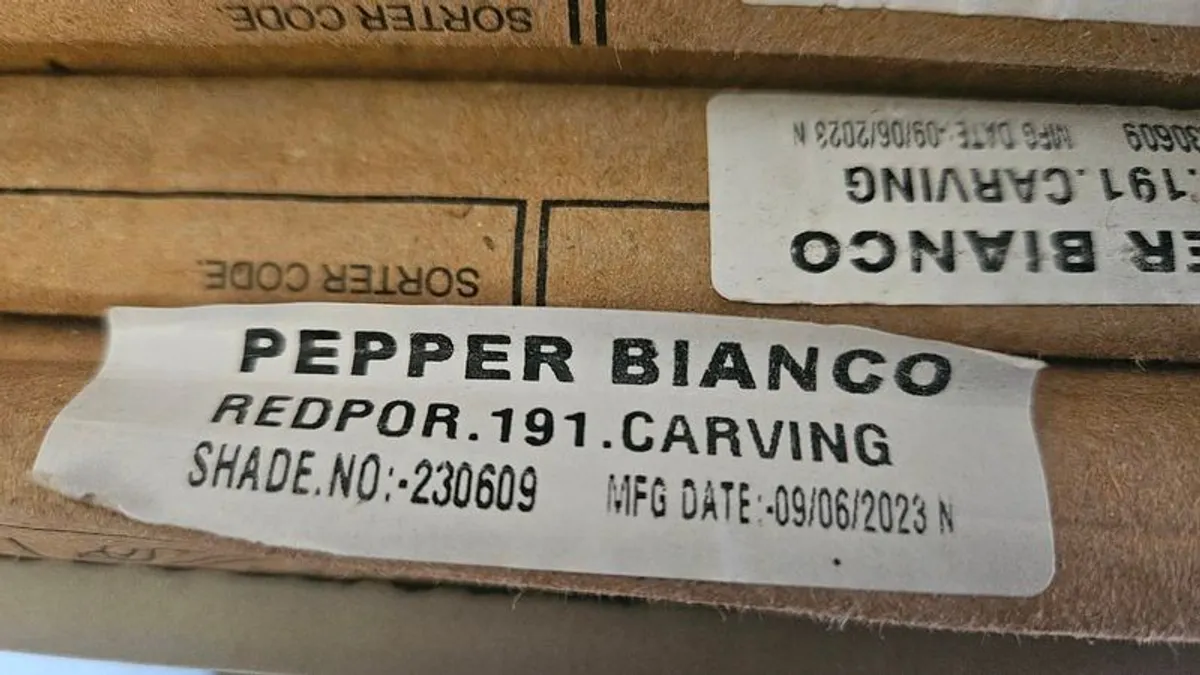 SORTER CODE.
30609 MFG DATE:-09/06/2023 N
.191.CARVING
ER BIANCO
SORTER CODE.
PEPPER BIANCO
REDPOR.191.CARVING
SHADE.NO:-230609 MFG DATE:-09/06/2023 N